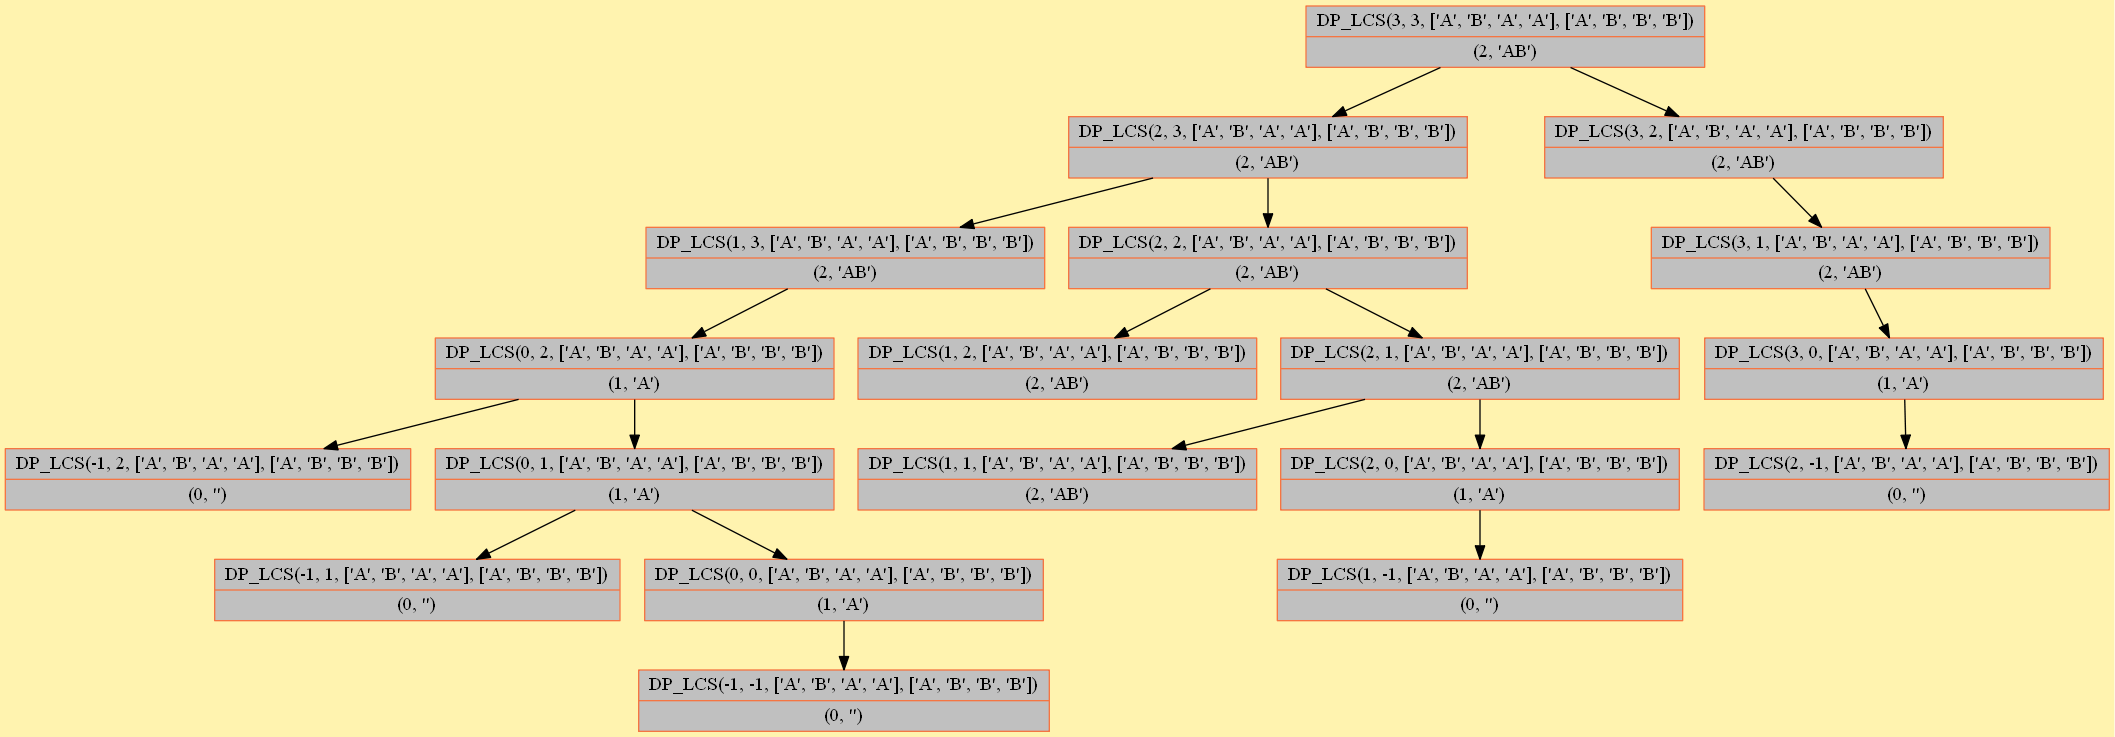 DP_LCS(3, 3, ['A', 'B', 'A', 'A'], ['A', 'B', 'B', 'B'])
(2, 'AB')
DP_LCS(2, 3, ['A', 'B', 'A', 'A'], ['A', 'B', 'B', 'B'])
(2, 'AB')
DP_LCS(3, 2, ['A', 'B', 'A', 'A'], ['A', 'B', 'B', 'B'])
(2, 'AB')
DP_LCS(1, 3, ['A', 'B', 'A', 'A'], ['A', 'B', 'B', 'B'])
(2, 'AB')
DP_LCS(2, 2, ['A', 'B', 'A', 'A'], ['A', 'B', 'B', 'B'])
(2, 'AB')
DP_LCS(3, 1, ['A', 'B', 'A', 'A'], ['A', 'B', 'B', 'B'])
(2, 'AB')
DP_LCS(0, 2, ['A', 'B', 'A', 'A'], ['A', 'B', 'B', 'B'])
(1, 'A')
DP_LCS(1, 2, ['A', 'B', 'A', 'A'], ['A', 'B', 'B', 'B'])
(2, 'AB')
DP_LCS(2, 1, ['A', 'B', 'A', 'A'], ['A', 'B', 'B', 'B'])
(2, 'AB')
DP_LCS(3, 0, ['A', 'B', 'A', 'A'], ['A', 'B', 'B', 'B'])
(1, 'A')
DP_LCS(-1, 2, ['A', 'B', 'A', 'A'], ['A', 'B', 'B', 'B'])
(0, '')
DP_LCS(0, 1, ['A', 'B', 'A', 'A'], ['A', 'B', 'B', 'B'])
(1, 'A')
DP_LCS(1, 1, ['A', 'B', 'A', 'A'], ['A', 'B', 'B', 'B'])
(2, 'AB')
DP_LCS(2, 0, ['A', 'B', 'A', 'A'], ['A', 'B', 'B', 'B'])
(1, 'A')
DP_LCS(2, -1, ['A', 'B', 'A', 'A'], ['A', 'B', 'B', 'B'])
(0, '')
DP_LCS(-1, 1, ['A', 'B', 'A', 'A'], ['A', 'B', 'B', 'B'])
(0, '')
DP_LCS(0, 0, ['A', 'B', 'A', 'A'], ['A', 'B', 'B', 'B'])
(1, 'A')
DP_LCS(1, -1, ['A', 'B', 'A', 'A'], ['A', 'B', 'B', 'B'])
(0, '')
DP_LCS(-1, -1, ['A', 'B', 'A', 'A'], ['A', 'B', 'B', 'B'])
(0, '')